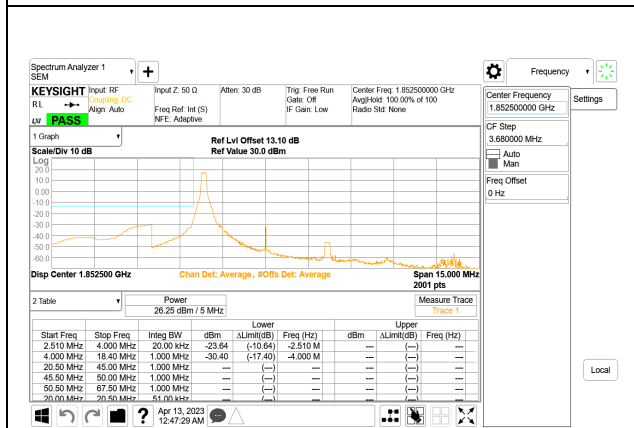 Spectrum Analyzer 1
SEM
Frequency
KEYSIGHT Input: RF Input Z: 50 Ω Atten: 30 dB Trig: Free Run Center Freq: 1.852500000 GHz
Coupling: DC Gate: Off Avg|Hold: 100.00% of 100
R L Align: Auto Freq Ref: Int (S) IF Gain: Low Radio Std: None
NFE: Adaptive
LXI PASS
Center Frequency
1.852500000 GHz
Settings
CF Step
3.680000 MHz
Auto
Man
Freq Offset
0 Hz
1 Graph
Ref Lvl Offset 13.10 dB
Scale/Div 10 dB Ref Value 30.0 dBm
Log
20.0
10.0
0.00
-10.0
-20.0
-30.0
-40.0
-50.0
-60.0
Disp Center 1.852500 GHz Chan Det: Average, #Offs Det: Average Span 15.000 MHz
2001 pts
2 Table Power Measure Trace
26.25 dBm / 5 MHz Trace 1
Lower Upper
Start Freq Stop Freq Integ BW dBm ΔLimit(dB) Freq (Hz) dBm ΔLimit(dB) Freq (Hz)
2.510 MHz 4.000 MHz 20.00 kHz -23.64 (-10.64) -2.510 M --- (---) ---
4.000 MHz 18.40 MHz 1.000 MHz -30.40 (-17.40) -4.000 M --- (---) ---
20.50 MHz 45.00 MHz 1.000 MHz --- (---) --- --- (---) ---
45.50 MHz 50.00 MHz 1.000 MHz --- (---) --- --- (---) ---
50.50 MHz 67.50 MHz 1.000 MHz --- (---) --- --- (---) ---
20.00 MHz 20.50 MHz 51.00 kHz --- (---) --- --- (---) ---
Local
? Apr 13, 2023
12:47:29 AM